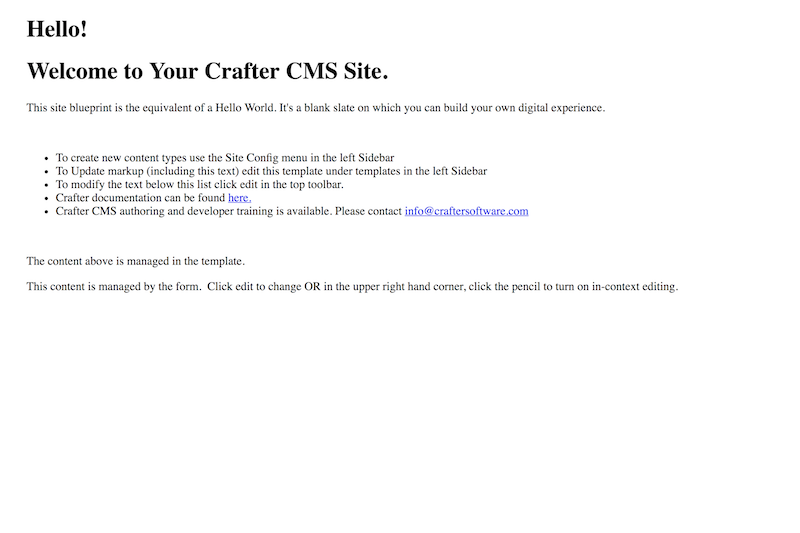 Hello!
Welcome to Your Crafter CMS Site.
This site blueprint is the equivalent of a Hello World. It's a blank slate on which you can build your own digital experience.
• To create new content types use the Site Config menu in the left Sidebar
• To Update markup (including this text) edit this template under templates in the left Sidebar
• To modify the text below this list click edit in the top toolbar.
• Crafter documentation can be found here.
• Crafter CMS authoring and developer training is available. Please contact info@craftersoftware.com
The content above is managed in the template.
This content is managed by the form.  Click edit to change OR in the upper right hand corner, click the pencil to turn on in-context editing.